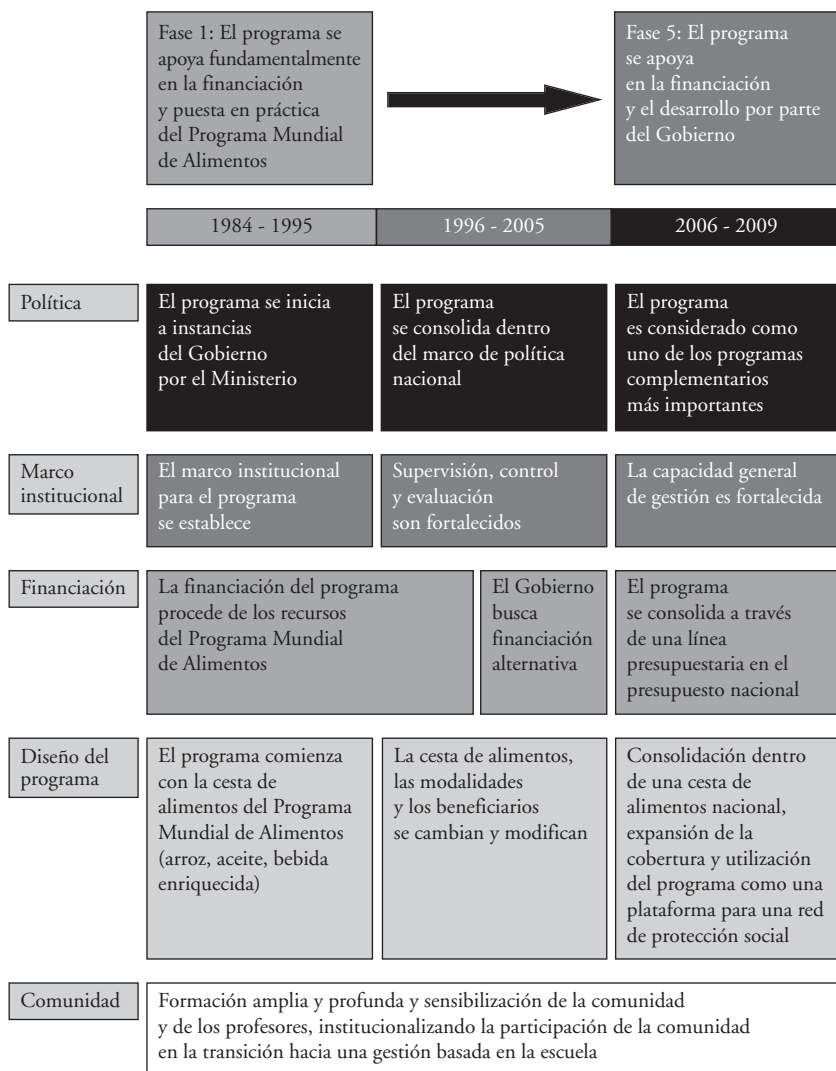 Fase 1: El programa se
apoya fundamentalmente
en la financiación
y puesta en práctica
del Programa Mundial
de Alimentos
Fase 5: El programa
se apoya
en la financiación
y el desarrollo por parte
del Gobierno
1984 - 1995
1996 - 2005
2006 - 2009
Política
El programa se inicia
a instancias
del Gobierno
por el Ministerio
El programa
se consolida dentro
del marco de política
nacional
El programa
es considerado como
uno de los programas
complementarios
más importantes
Marco
institucional
El marco institucional
para el programa
se establece
Supervisión, control
y evaluación
son fortalecidos
La capacidad general
de gestión es fortalecida
Financiación
La financiación del programa
procede de los recursos
del Programa Mundial
de Alimentos
El Gobierno
busca
financiación
alternativa
El programa
se consolida a través
de una línea
presupuestaria en el
presupuesto nacional
Diseño del
programa
El programa comienza
con la cesta de
alimentos del Programa
Mundial de Alimentos
(arroz, aceite, bebida
enriquecida)
La cesta de alimentos,
las modalidades
y los beneficiarios
se cambian y modifican
Consolidación dentro
de una cesta de
alimentos nacional,
expansión de la
cobertura y utilización
del programa como una
plataforma para una red
de protección social
Comunidad
Formación amplia y profunda y sensibilización de la comunidad
y de los profesores, institucionalizando la participación de la comunidad
en la transición hacia una gestión basada en la escuela